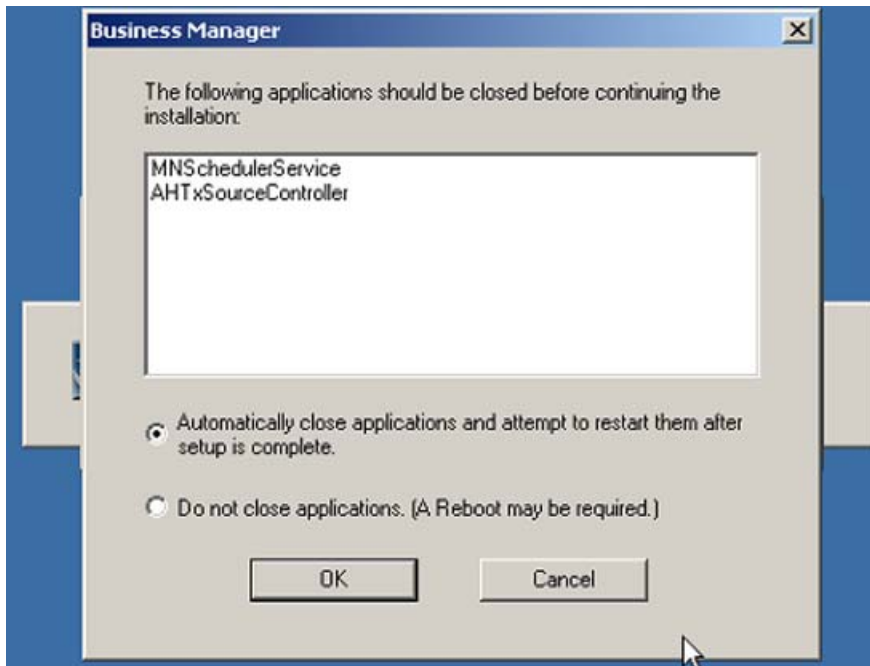 Business Manager
The following applications should be closed before continuing the
installation:
MNSchedulerService
AHTxSourceController
Automatically close applications and attempt to restart them after
setup is complete.
Do not close applications. (A Reboot may be required.)
OK
Cancel